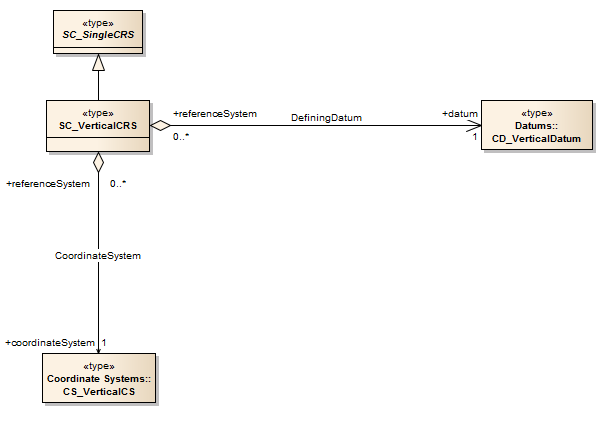 «type»
SC_SingleCRS
«type»
SC_VerticalCRS
+referenceSystem
0..*
DefiningDatum
+datum
1
«type»
Datums::
CD_VerticalDatum
+referenceSystem
0..*
CoordinateSystem
+coordinateSystem
1
«type»
Coordinate Systems::
CS_VerticalCS